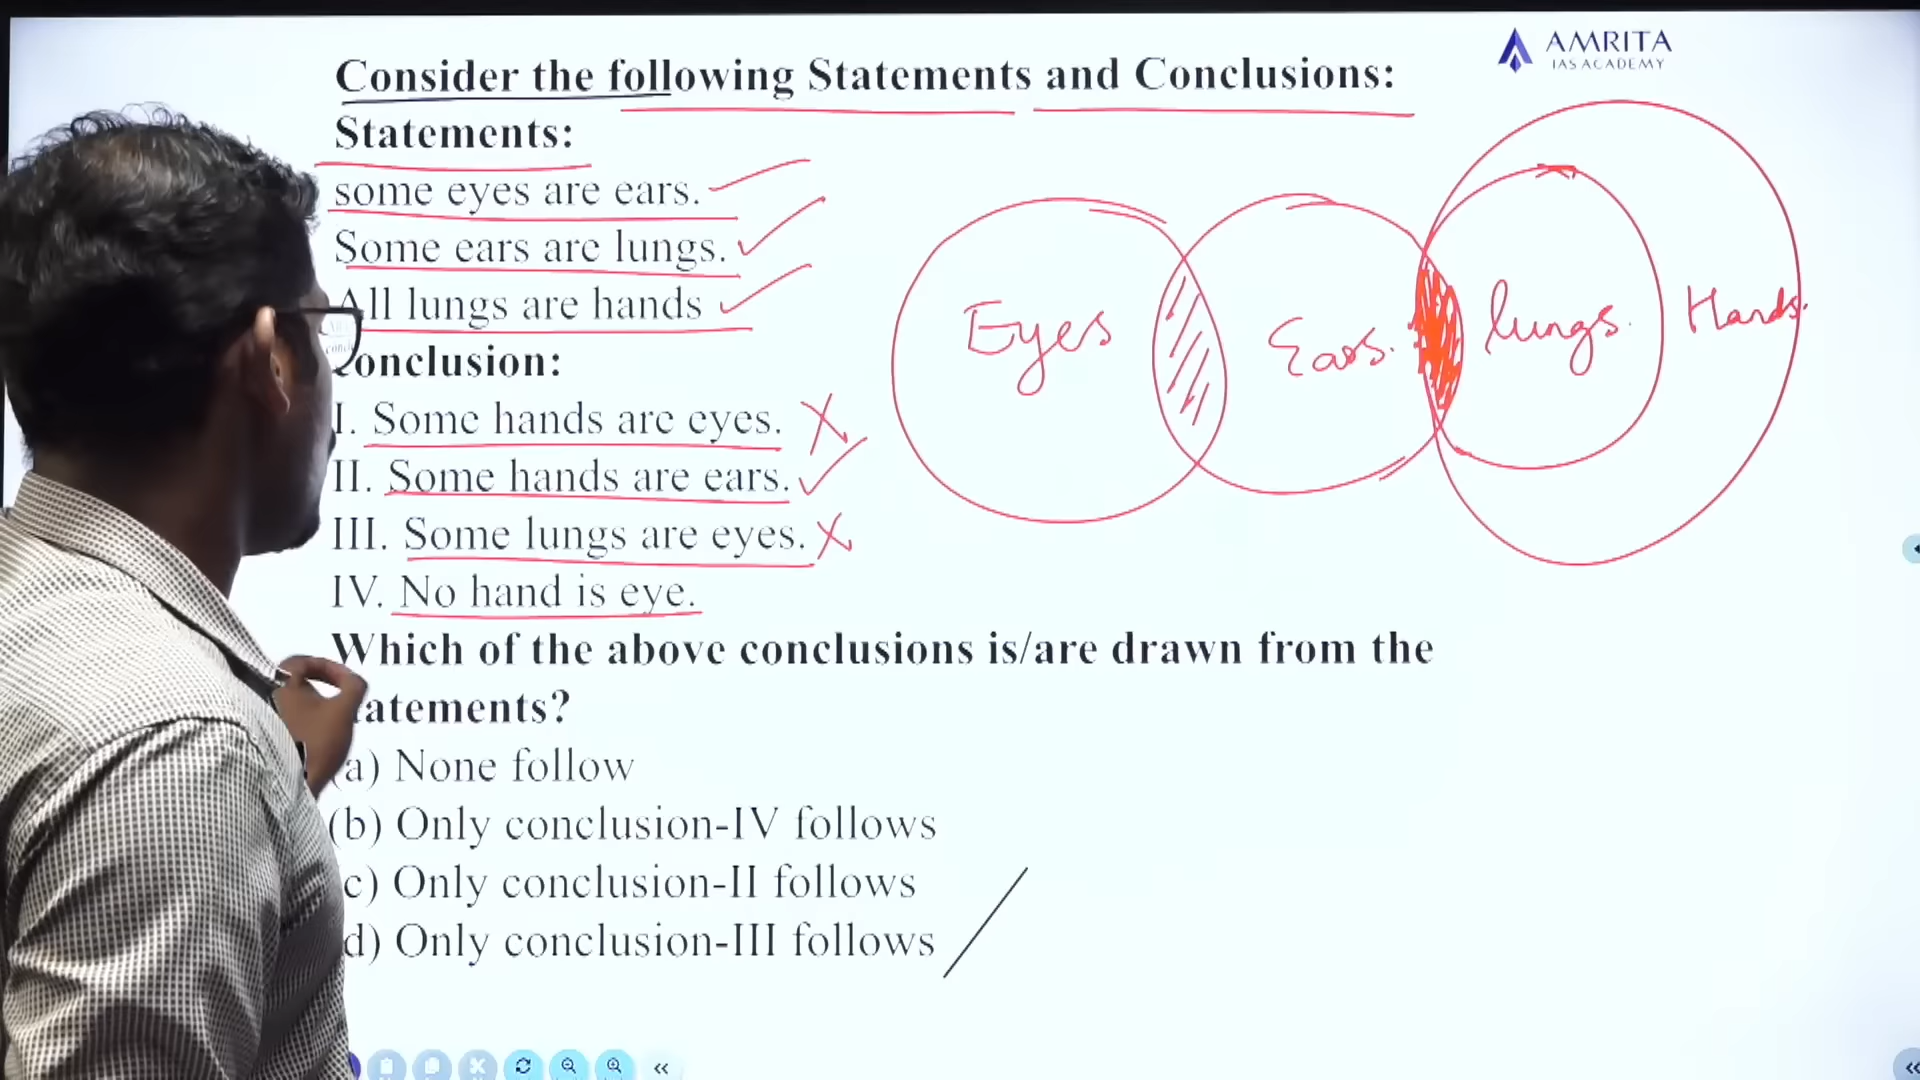 AMRITA
IAS ACADEMY
Consider the following Statements and Conclusions:
Statements:
some eyes are ears.
Some ears are lungs.
All lungs are hands
Conclusion:
I. Some hands are eyes.
II. Some hands are ears.
III. Some lungs are eyes.
IV. No hand is eye.
Which of the above conclusions is/are drawn from the
statements?
(a) None follow
(b) Only conclusion-IV follows
(c) Only conclusion-II follows
(d) Only conclusion-III follows
Eyes
Ears.
lungs.
Hands.